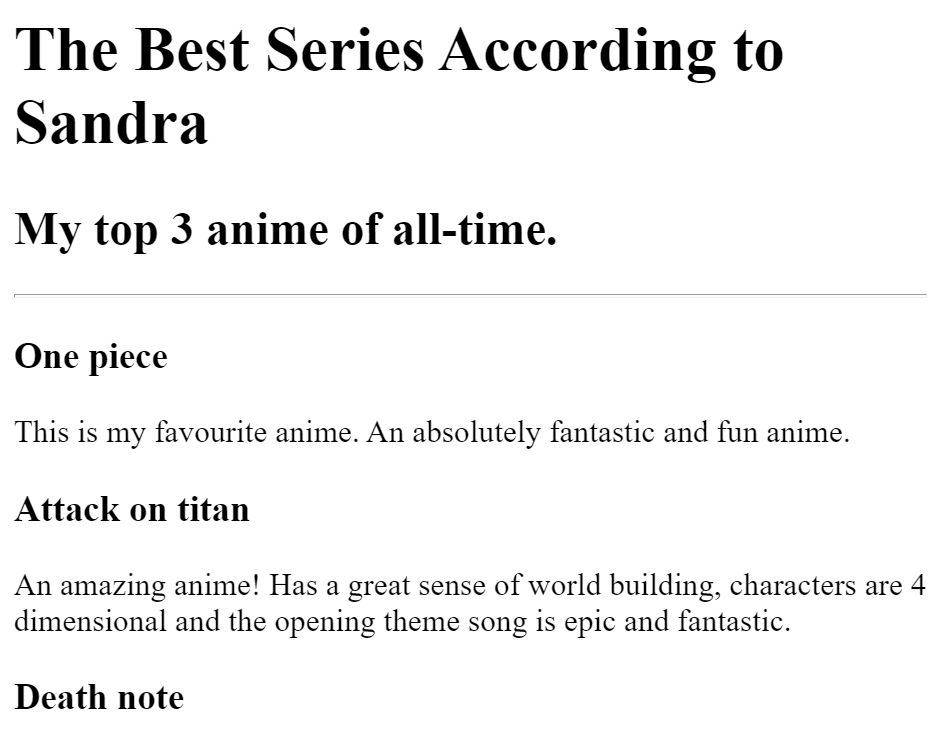 The Best Series According to
Sandra
My top 3 anime of all-time.
One piece
This is my favourite anime. An absolutely fantastic and fun anime.
Attack on titan
An amazing anime! Has a great sense of world building, characters are 4
dimensional and the opening theme song is epic and fantastic.
Death note